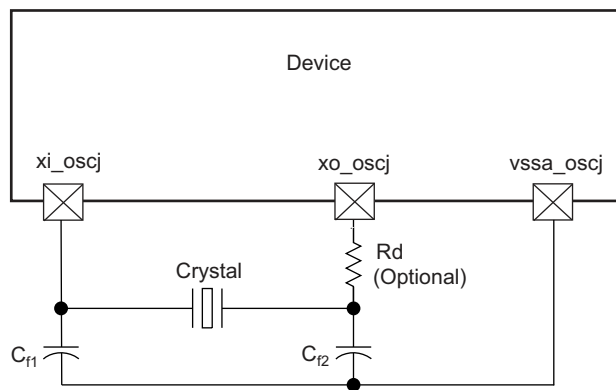 Device
xi_oscj
xo_oscj
vssa_oscj
Rd
(Optional)
Crystal
Cf1
Cf2